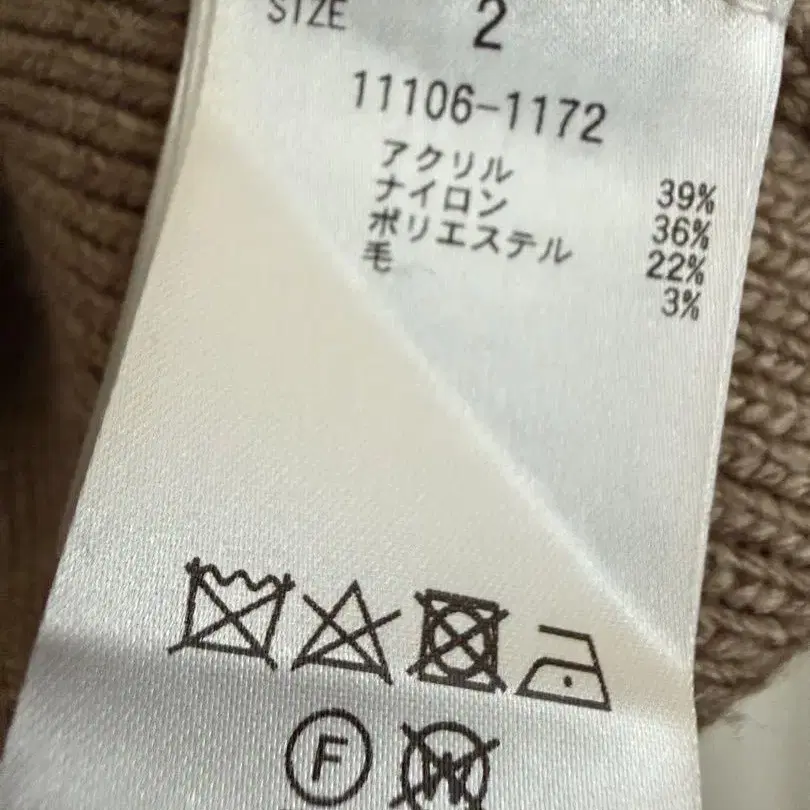 SIZE 2
11106-1172
アクリル 39%
ナイロン 36%
ポリエステル 22%
毛 3%
F W